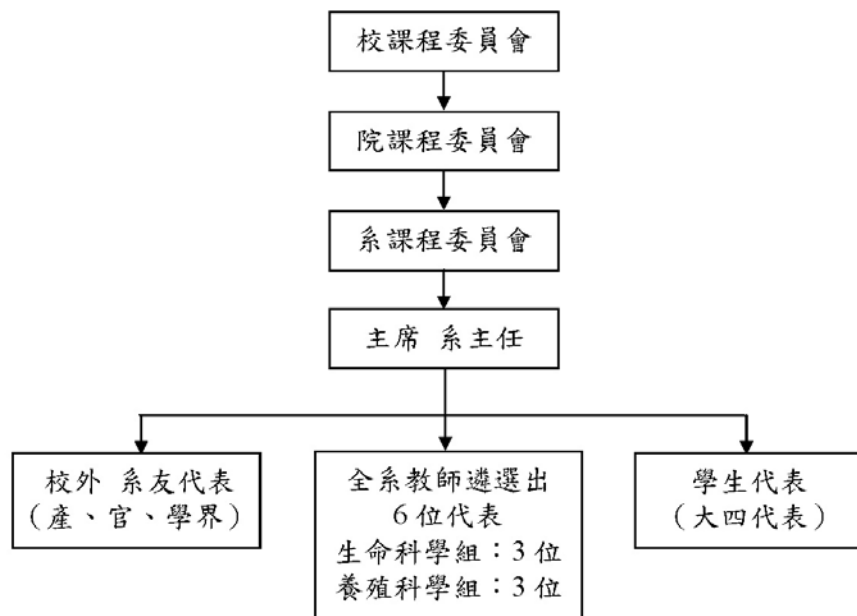 校課程委員會
院課程委員會
系課程委員會
主席 系主任
校外 系友代表
（產、官、學界）
全系教師遴選出
6 位代表
生命科學組：3 位
養殖科學組：3 位
學生代表
（大四代表）